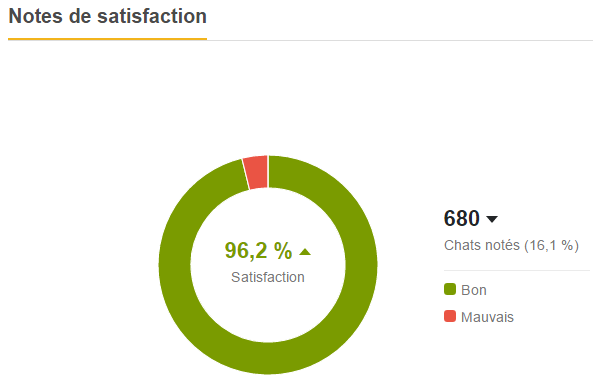 Notes de satisfaction
96,2 %
Satisfaction
680
Chats notés (16,1 %)
Bon
Mauvais